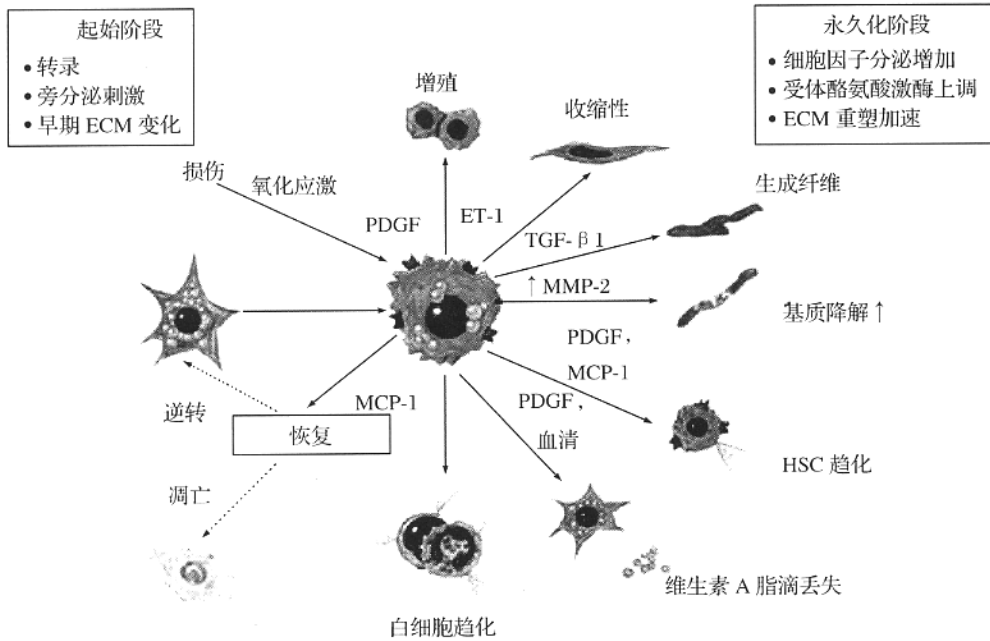 起始阶段
• 转录
• 旁分泌刺激
• 早期 ECM 变化
永久化阶段
• 细胞因子分泌增加
• 受体酪氨酸激酶上调
• ECM 重塑加速
增殖
收缩性
损伤
氧化应激
生成纤维
PDGF
ET-1
TGF-β1
↑MMP-2
基质降解↑
PDGF,
MCP-1
MCP-1
PDGF,
血清
逆转
恢复
HSC 趋化
凋亡
维生素 A 脂滴丢失
白细胞趋化